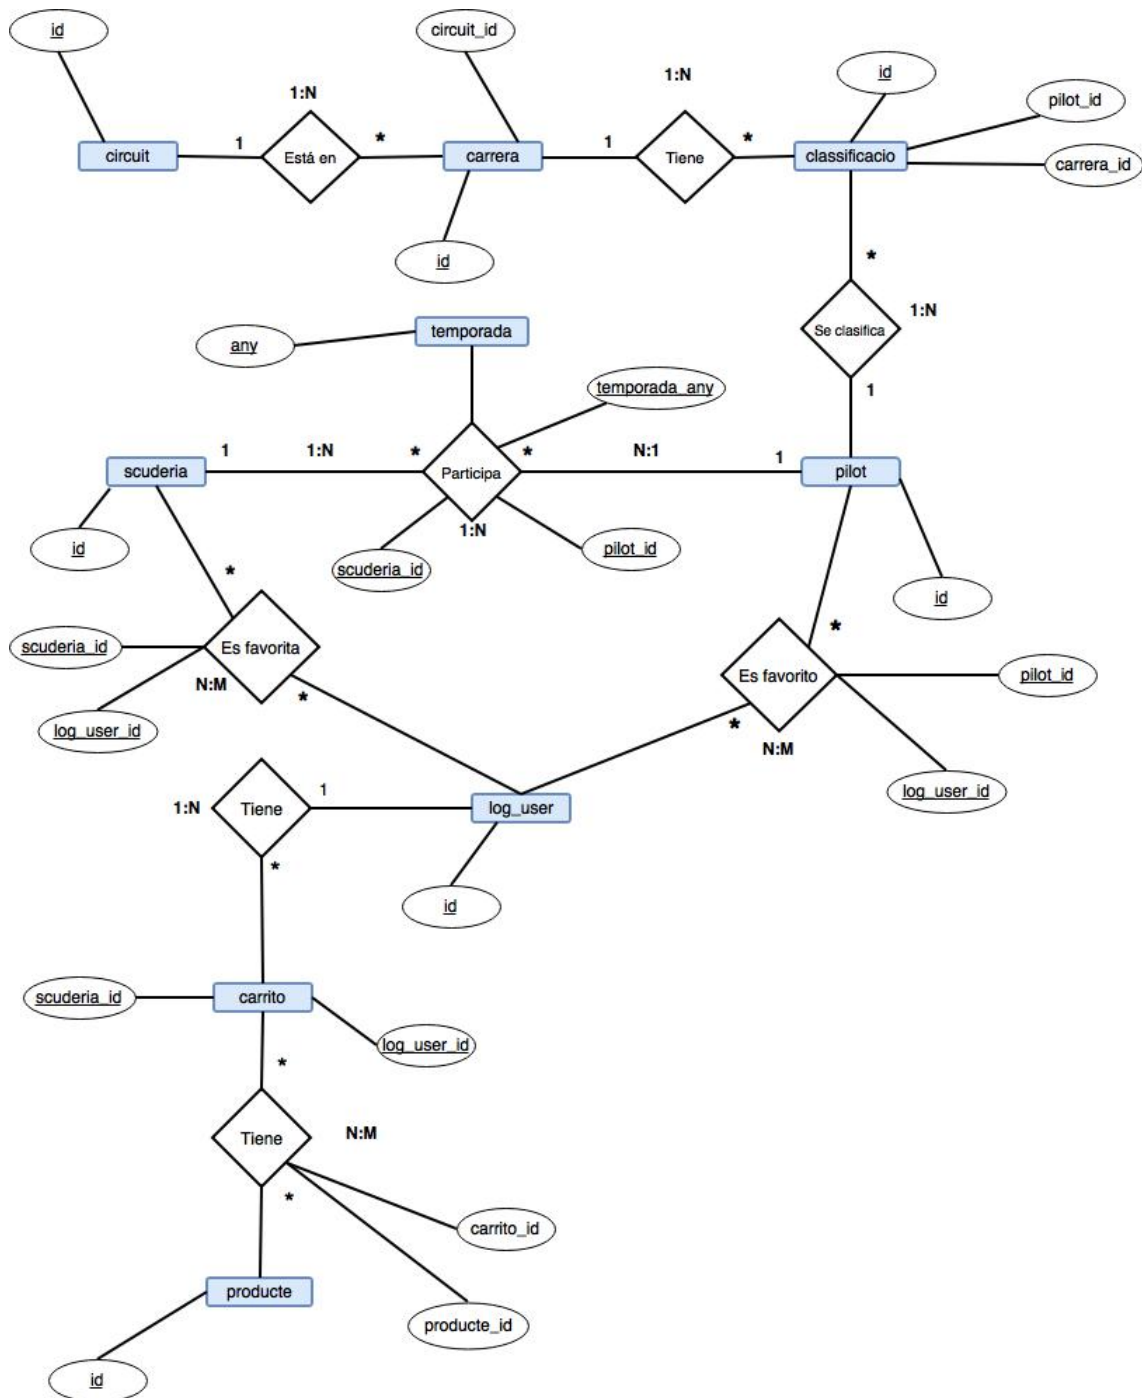 id
circuit_id
1:N
1:N
id
pilot_id
circuit
1
*
Está en
carrera
1
*
Tiene
classificacio
carrera_id
id
*
Se clasifica
1:N
1
temporada
any
temporada_any
scuderia
1
1:N
*
*
Participa
N:1
1
pilot
1:N
id
scuderia_id
pilot_id
id
*
*
scuderia_id
Es favorita
N:M
*
log_user_id
Es favorito
*
N:M
pilot_id
log_user_id
1:N
Tiene
1
*
log_user
id
scuderia_id
carrito
log_user_id
*
Tiene
N:M
*
carrito_id
producte
producte_id
id